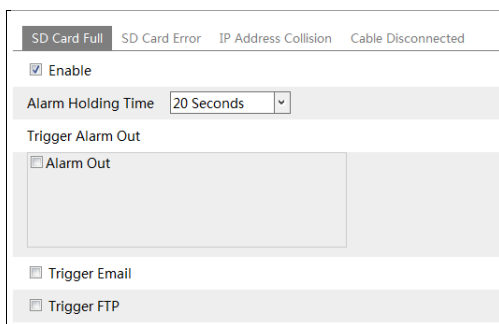 SD Card Full SD Card Error IP Address Collision Cable Disconnected
Enable
Alarm Holding Time 20 Seconds
Trigger Alarm Out
Alarm Out
Trigger Email
Trigger FTP